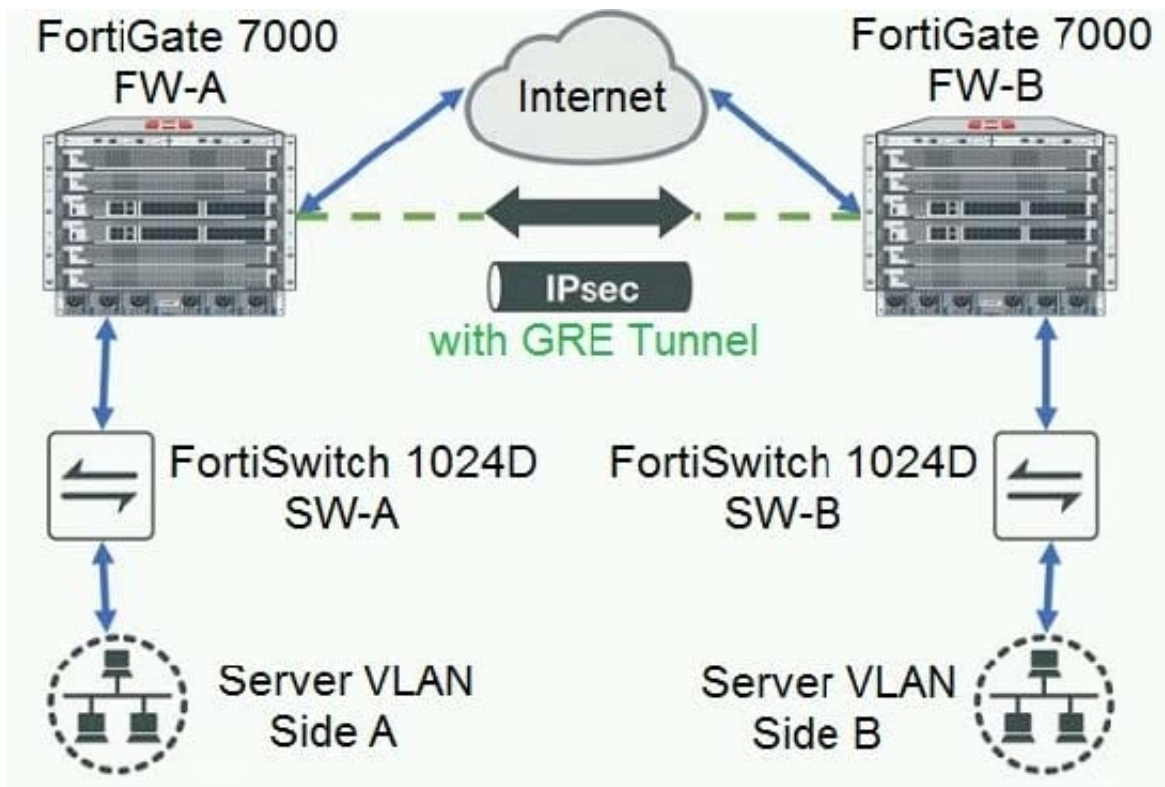 FortiGate 7000
FW-A
Internet
FortiGate 7000
FW-B
IPsec
with GRE Tunnel
FortiSwitch 1024D
SW-A
FortiSwitch 1024D
SW-B
Server VLAN
Side A
Server VLAN
Side B